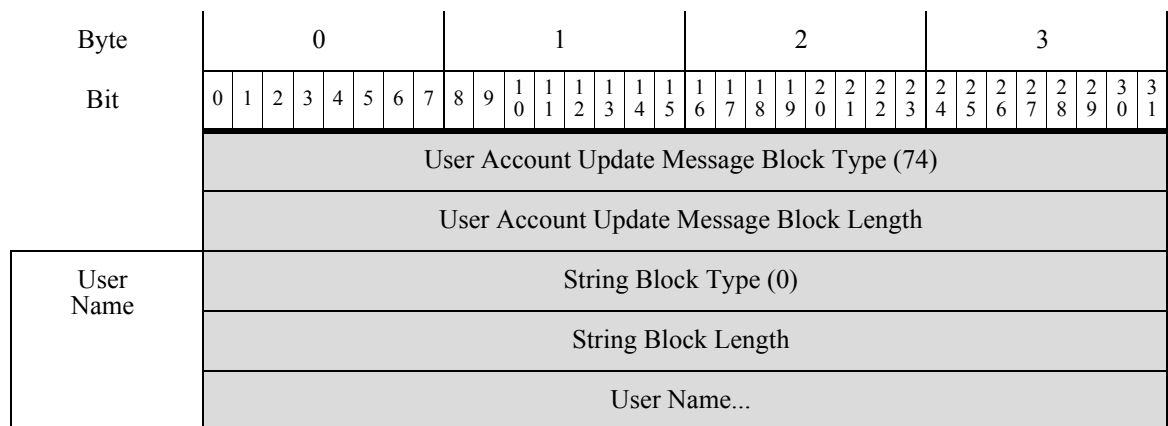 Byte 0 1 2 3
Bit 0 1 2 3 4 5 6 7 8 9 10 11 12 13 14 15 16 17 18 19 20 21 22 23 24 25 26 27 28 29 30 31
User Account Update Message Block Type (74)
User Account Update Message Block Length
User
Name
String Block Type (0)
String Block Length
User Name...